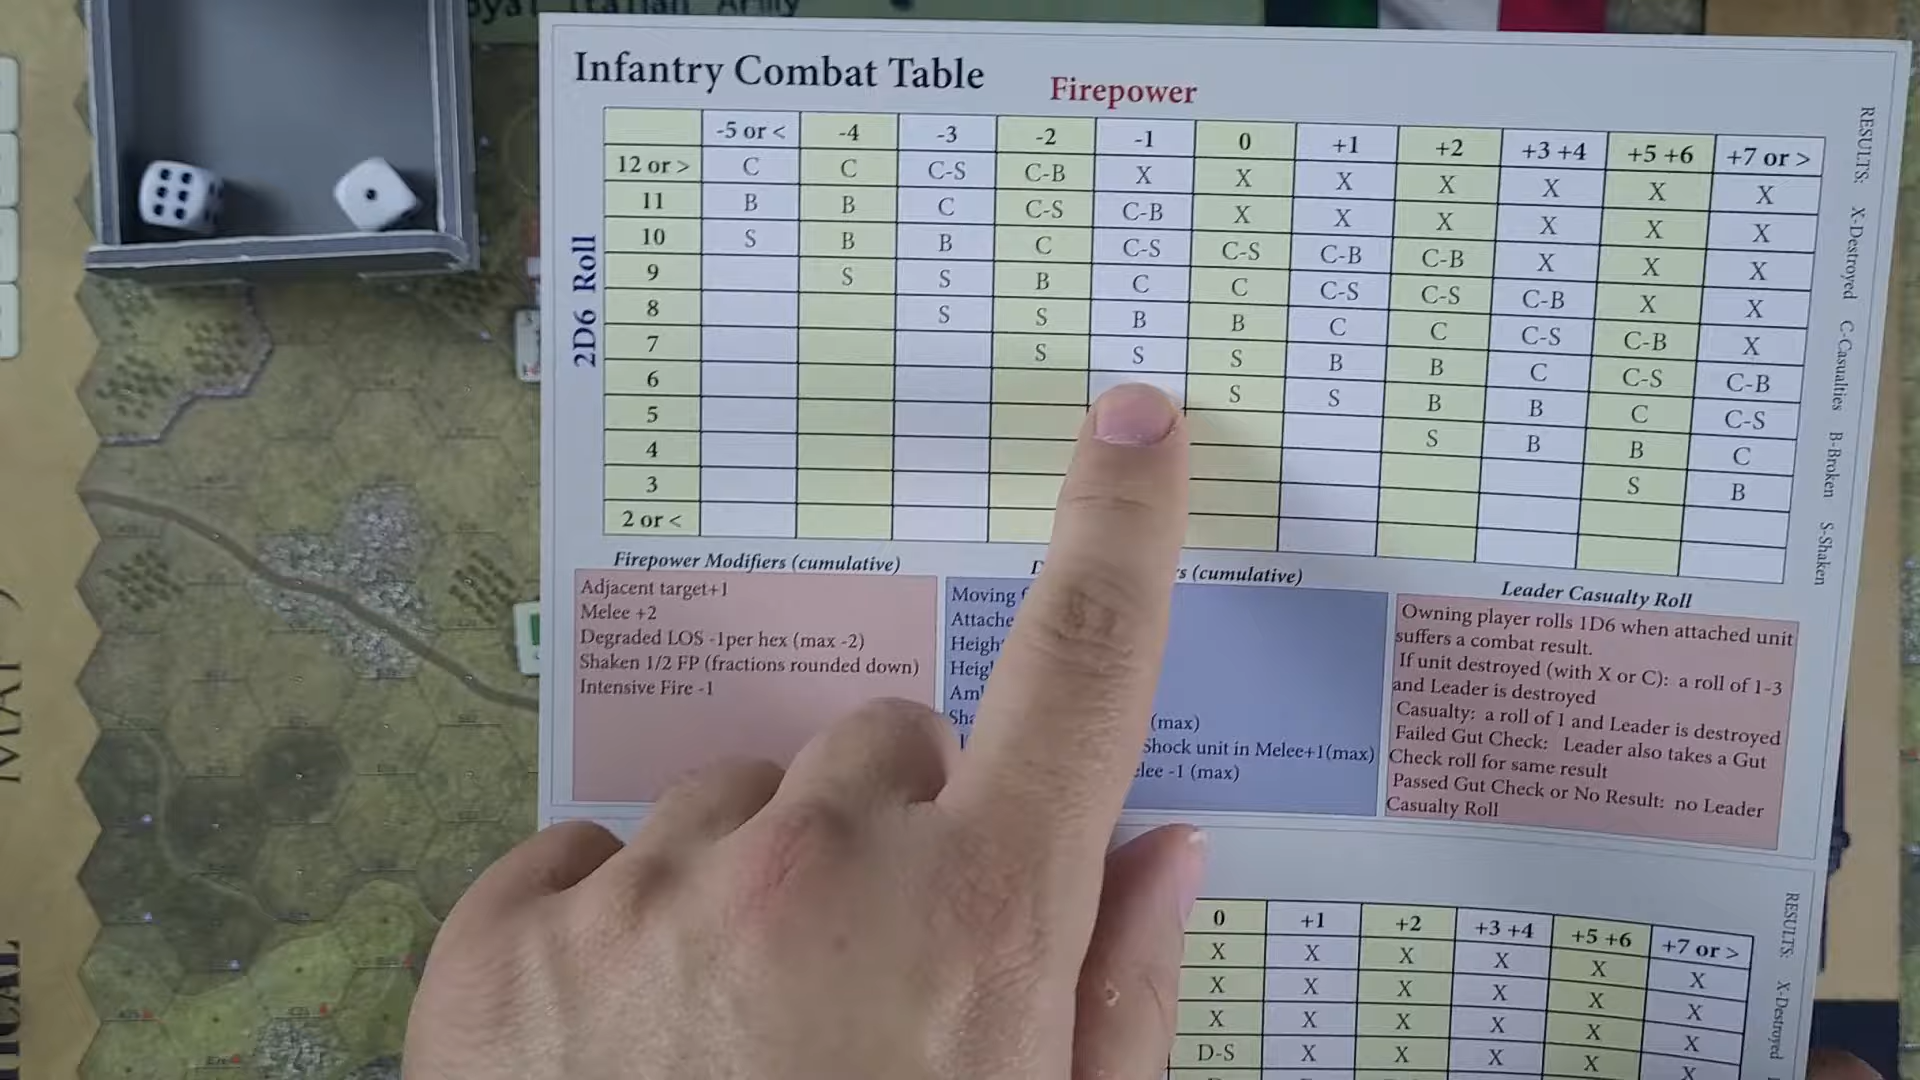 Italian Army
Infantry Combat Table
Firepower
-5 or < -4 -3 -2 -1 0 +1 +2 +3 +4 +5 +6 +7 or >
12 or > C C C-S C-B X X X X X X X
11 B B C C-S C-B X X X X X X
10 S B B C C-S C-S C-B C-B X X X
9 S S B C C C-S C-S C-B X X
8 S S B B C C C-S C-B X
7 S S S B B C C-S C-B
6 S S B B C C-S
5 S B B C
4 S B
3
2 or <
2D6 Roll
RESULTS: X-Destroyed C-Casualties B-Broken S-Shaken
Firepower Modifiers (cumulative)
Adjacent target+1
Melee +2
Degraded LOS -1per hex (max -2)
Shaken 1/2 FP (fractions rounded down)
Intensive Fire -1
(cumulative)
Moving
(max)
Shock unit in Melee+1(max)
-1 (max)
Leader Casualty Roll
Owning player rolls 1D6 when attached unit
suffers a combat result.
If unit destroyed (with X or C): a roll of 1-3
and Leader is destroyed
Casualty: a roll of 1 and Leader is destroyed
Failed Gut Check: Leader also takes a Gut
Check roll for same result
Passed Gut Check or No Result: no Leader
Casualty Roll
0 +1 +2 +3 +4 +5 +6 +7 or >
X X X X X X
X X X X X X
X X X X X X
D-S X X X X X
RESULTS: X-Destroyed
MAP